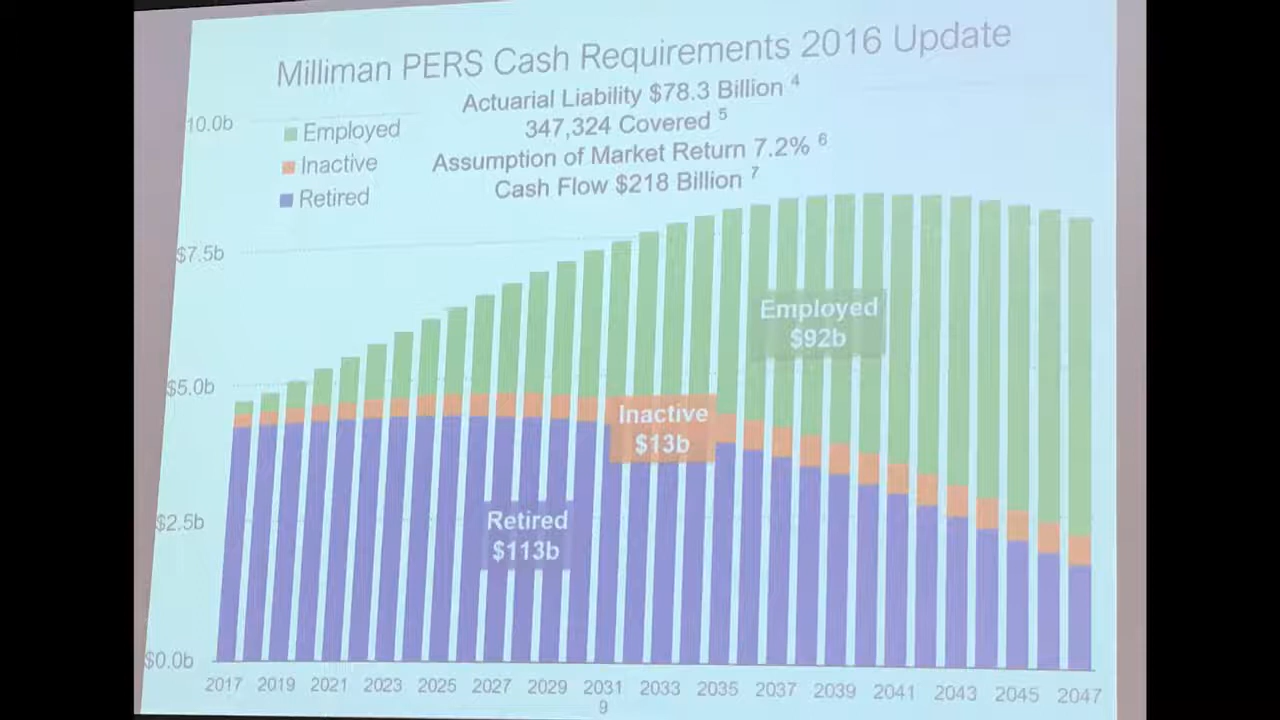 Milliman PERS Cash Requirements 2016 Update
Actuarial Liability $78.3 Billion 4
347,324 Covered 5
Assumption of Market Return 7.2% 6
Cash Flow $218 Billion 7
Employed
Inactive
Retired
10.0b
$7.5b
$5.0b
$2.5b
$0.0b
Employed
$92b
Inactive
$13b
Retired
$113b
2017 2019 2021 2023 2025 2027 2029 2031 2033 2035 2037 2039 2041 2043 2045 2047
9